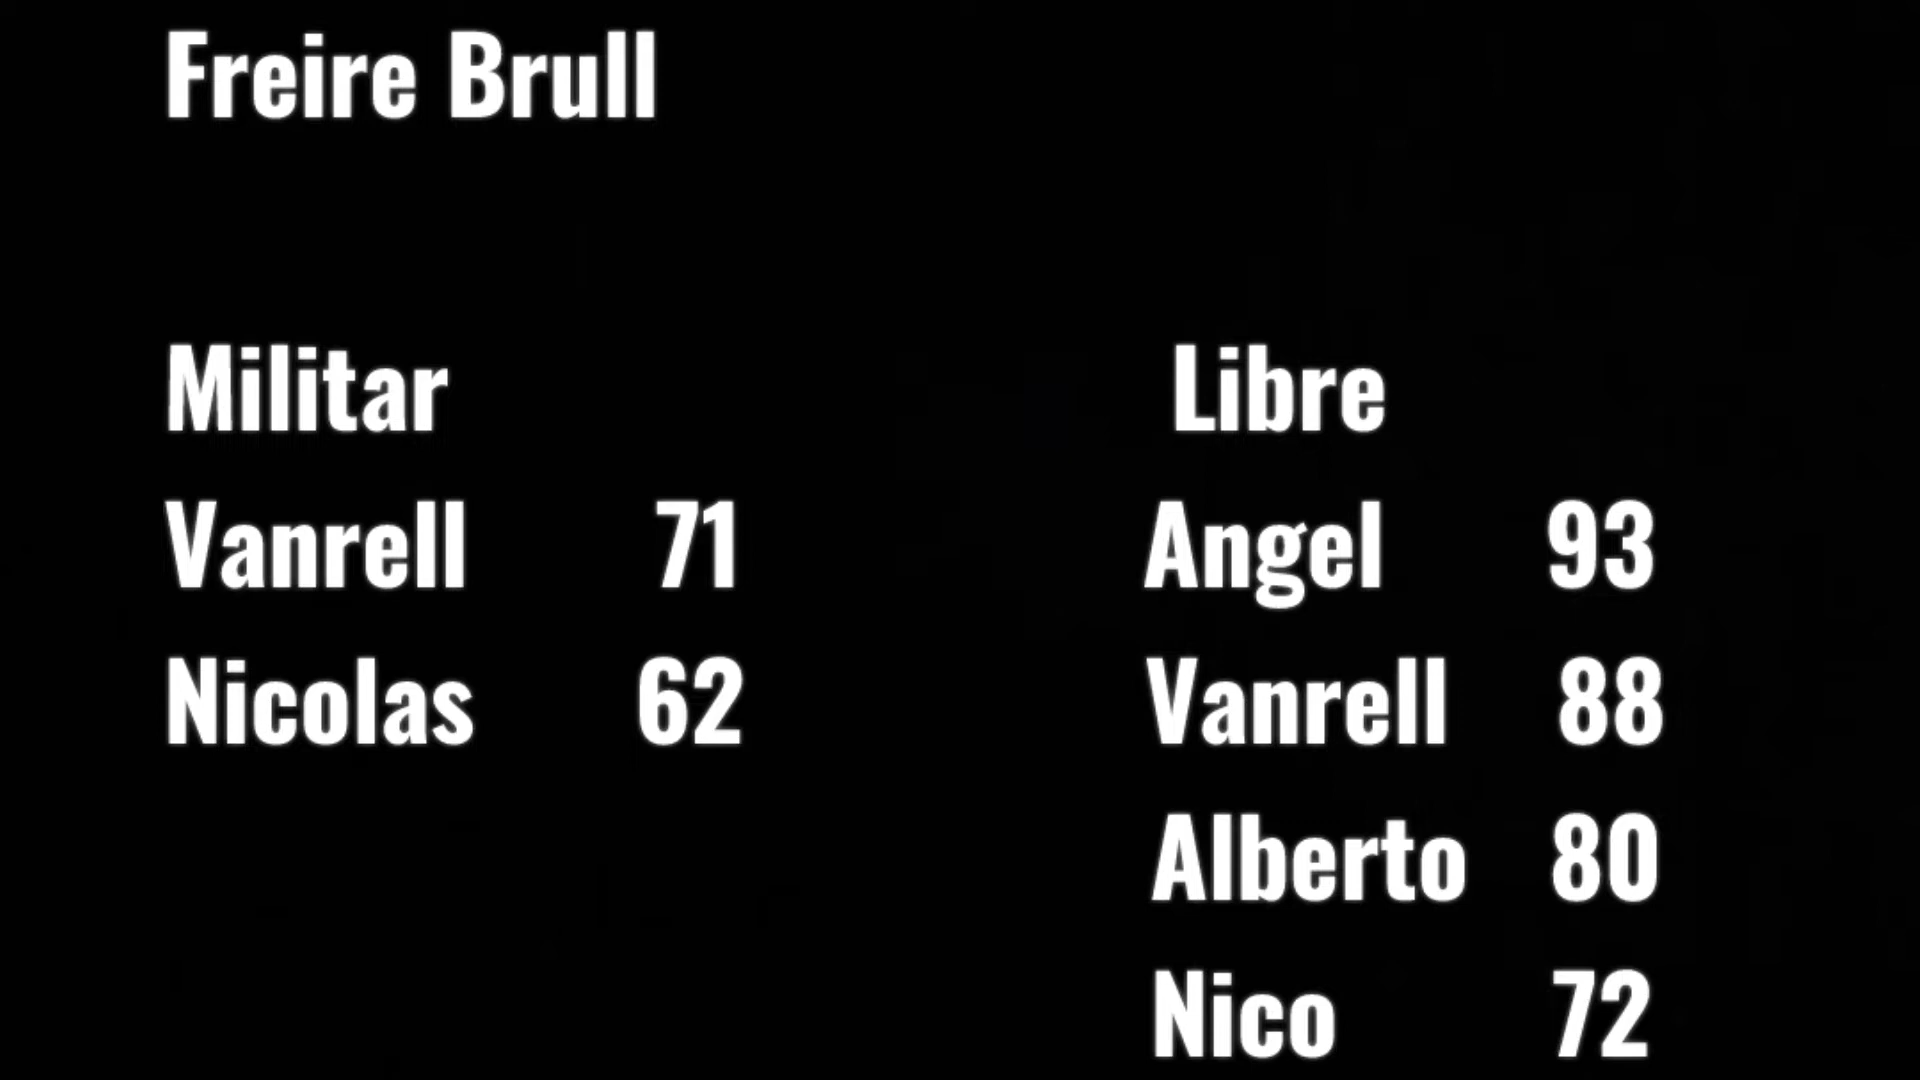 Freire Brull
Militar
Vanrell 71
Nicolas 62
Libre
Angel 93
Vanrell 88
Alberto 80
Nico 72